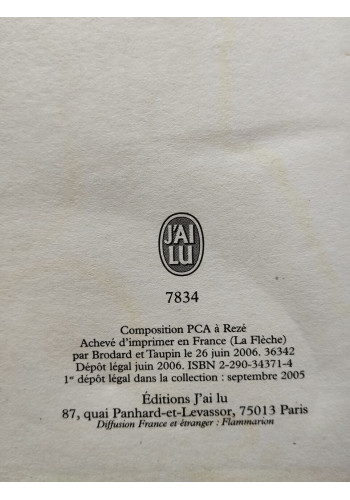 J'AI
LU
7834
Composition PCA à Rezé
Achevé d'imprimer en France (La Flèche)
par Brodard et Taupin le 26 juin 2006. 36342
Dépôt légal juin 2006. ISBN 2-290-34371-4
1er dépôt légal dans la collection : septembre 2005
Éditions J'ai lu
87, quai Panhard-et-Levassor, 75013 Paris
Diffusion France et étranger : Flammarion